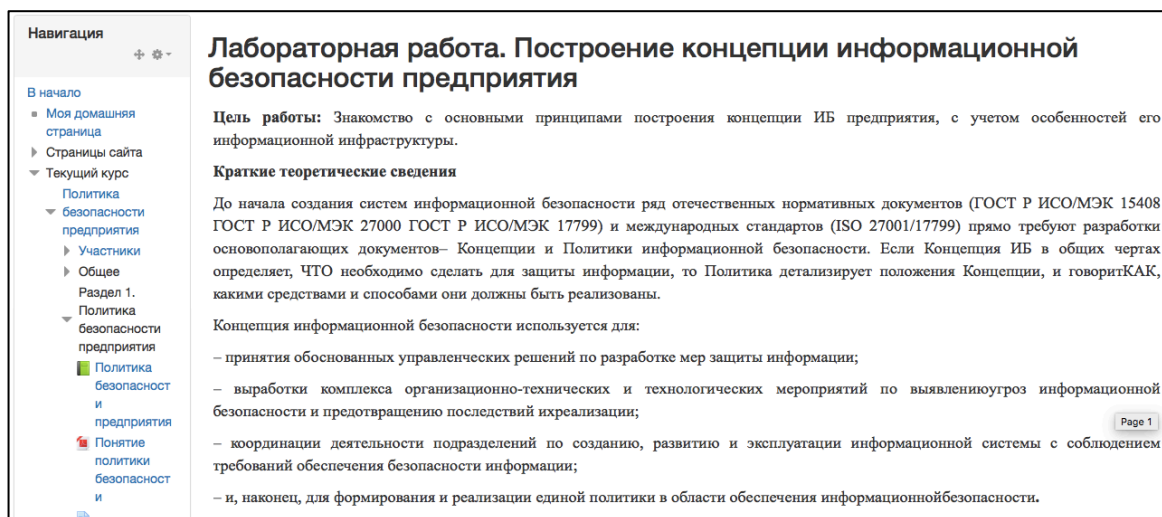 Навигация
В начало
Моя домашняя
страница
Страницы сайта
Текущий курс
Политика
безопасности
предприятия
Участники
Общее
Раздел 1.
Политика
безопасности
предприятия
Политика
безопасност
и
предприятия
Понятие
политики
безопасност
и
Лабораторная работа. Построение концепции информационной
безопасности предприятия
Цель работы: Знакомство с основными принципами построения концепции ИБ предприятия, с учетом особенностей его
информационной инфраструктуры.
Краткие теоретические сведения
До начала создания систем информационной безопасности ряд отечественных нормативных документов (ГОСТ Р ИСО/МЭК 15408
ГОСТ Р ИСО/МЭК 27000 ГОСТ Р ИСО/МЭК 17799) и международных стандартов (ISO 27001/17799) прямо требуют разработки
основополагающих документов– Концепции и Политики информационной безопасности. Если Концепция ИБ в общих чертах
определяет, ЧТО необходимо сделать для защиты информации, то Политика детализирует положения Концепции, и говоритКАК,
какими средствами и способами они должны быть реализованы.
Концепция информационной безопасности используется для:
– принятия обоснованных управленческих решений по разработке мер защиты информации;
– выработки комплекса организационно-технических и технологических мероприятий по выявлениюугроз информационной
безопасности и предотвращению последствий ихреализации;
Page 1
– координации деятельности подразделений по созданию, развитию и эксплуатации информационной системы с соблюдением
требований обеспечения безопасности информации;
– и, наконец, для формирования и реализации единой политики в области обеспечения информационнойбезопасности.